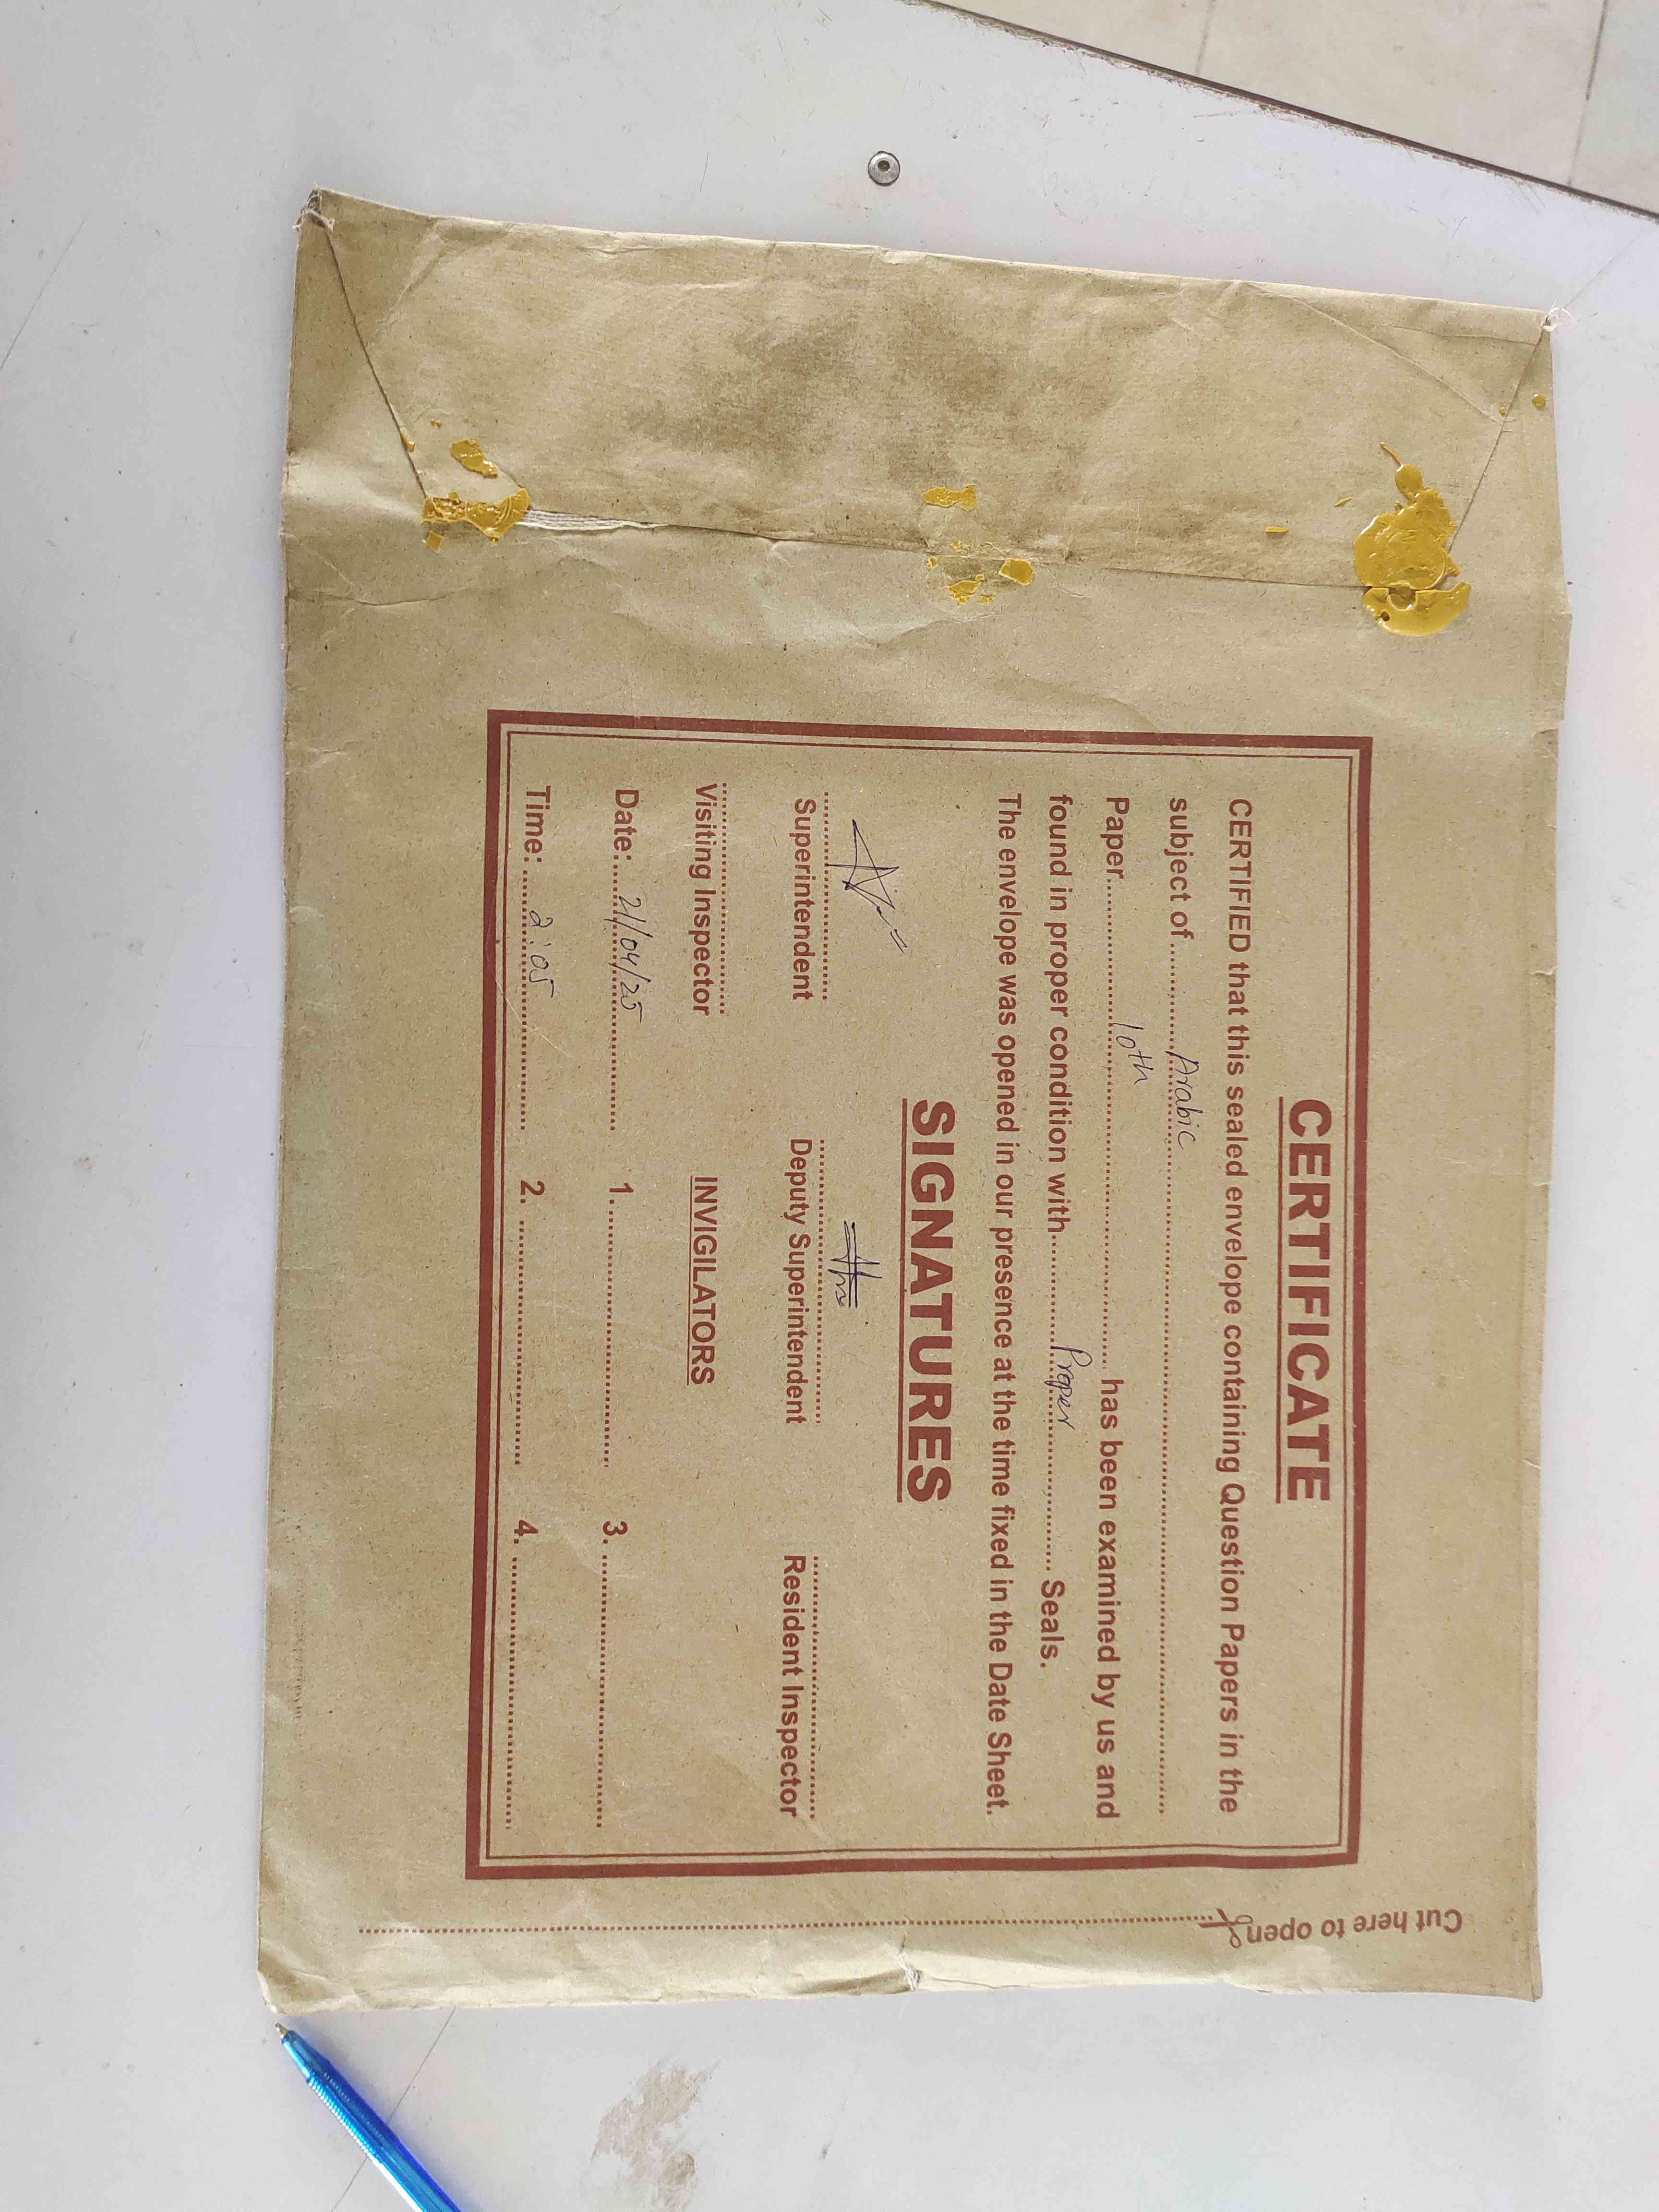 CERTIFICATE
CERTIFIED that this sealed envelope containing Question Papers in the
subject of ........ Arabic ........
Paper ........ 10th ........ has been examined by us and
found in proper condition with ........ Proper ........ Seals.
The envelope was opened in our presence at the time fixed in the Date Sheet.
SIGNATURES
Superintendent Deputy Superintendent Resident Inspector
Visiting Inspector INVIGILATORS
Date: 21/04/25 1. ........ 3. ........
Time: 2:05 2. ........ 4. ........
Cut here to open